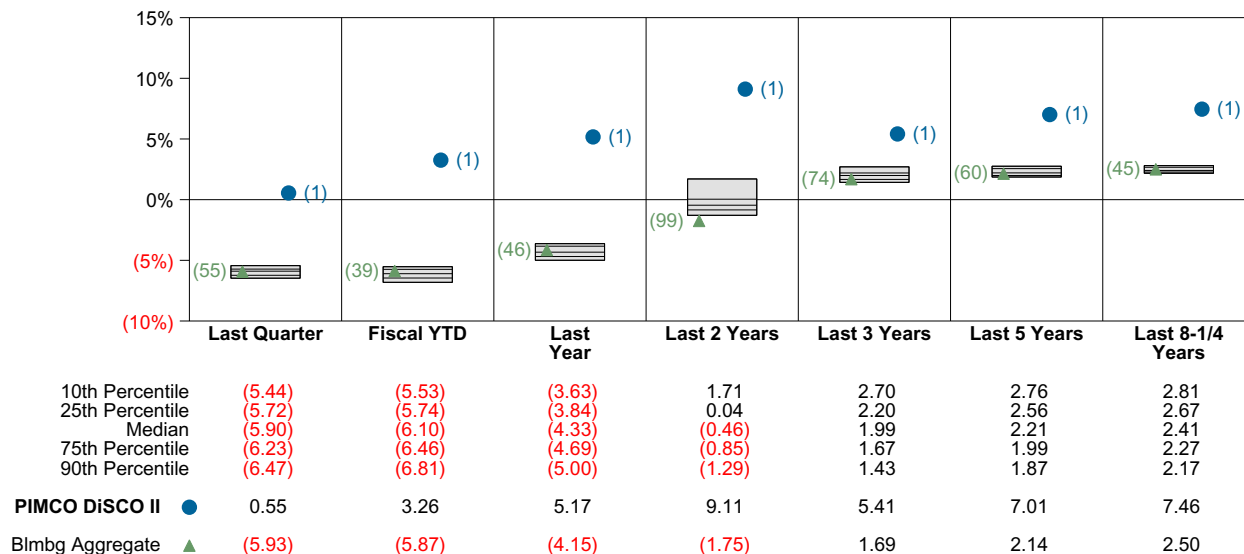 15%
10%
5%
0%
(5%)
(10%)
(1) (1) (1) (1) (1) (1) (1)
(55) (39) (46) (99) (74) (60) (45)
Last Quarter Fiscal YTD Last Year Last 2 Years Last 3 Years Last 5 Years Last 8-1/4 Years
10th Percentile (5.44) (5.53) (3.63) 1.71 2.70 2.76 2.81
25th Percentile (5.72) (5.74) (3.84) 0.04 2.20 2.56 2.67
Median (5.90) (6.10) (4.33) (0.46) 1.99 2.21 2.41
75th Percentile (6.23) (6.46) (4.69) (0.85) 1.67 1.99 2.27
90th Percentile (6.47) (6.81) (5.00) (1.29) 1.43 1.87 2.17
PIMCO DiSCO II 0.55 3.26 5.17 9.11 5.41 7.01 7.46
Blmbg Aggregate (5.93) (5.87) (4.15) (1.75) 1.69 2.14 2.50